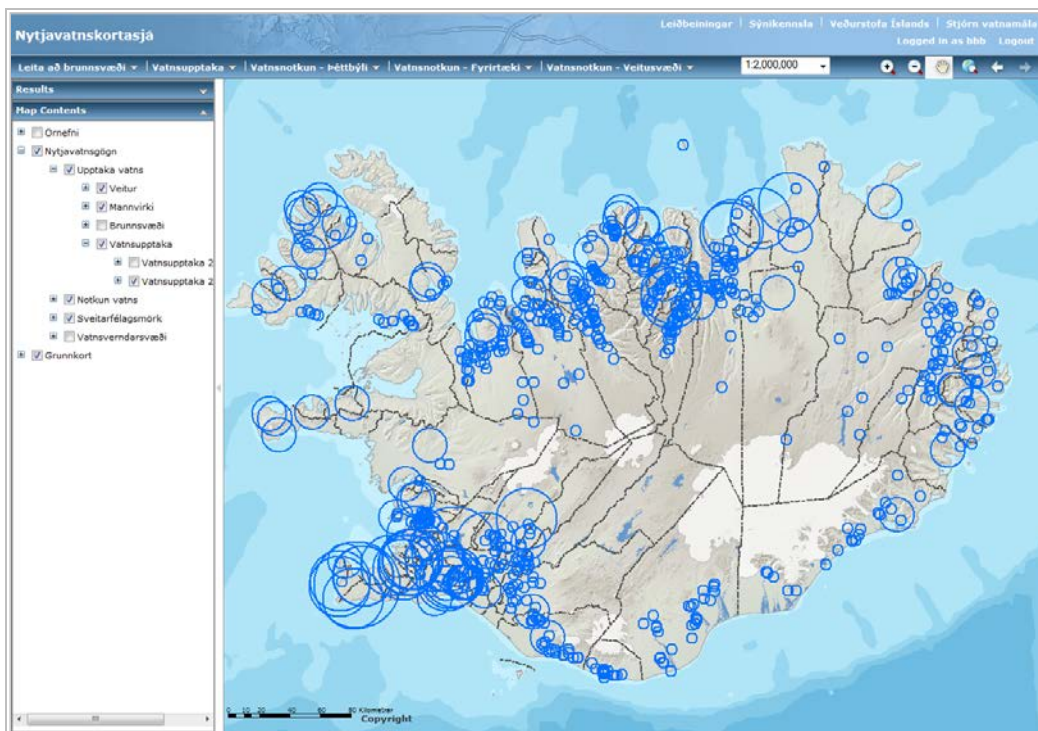 Leiðbeiningar | Sýnikennsla | Veðurstofa Íslands | Stjórn vatnamála
Nytjavatnskortasjá
Logged in as bbb Logout
Leita að brunnsvæði | Vatnsupptaka | Vatnsnotkun - Þéttbýli | Vatnsnotkun - Fyrirtæki | Vatnsnotkun - Veitusvæði 1:2,000,000
Results
Map Contents
Örnefni
Nytjavatnsgögn
Upptaka vatns
Veitur
Mannvirki
Brunnsvæði
Vatnsupptaka
Vatnsupptaka 2
Vatnsupptaka 2
Notkun vatns
Sveitarfélagsmörk
Vatnsverndarsvæði
Grunnkort
0 10 20 40 60 80 Kilometrar
Copyright